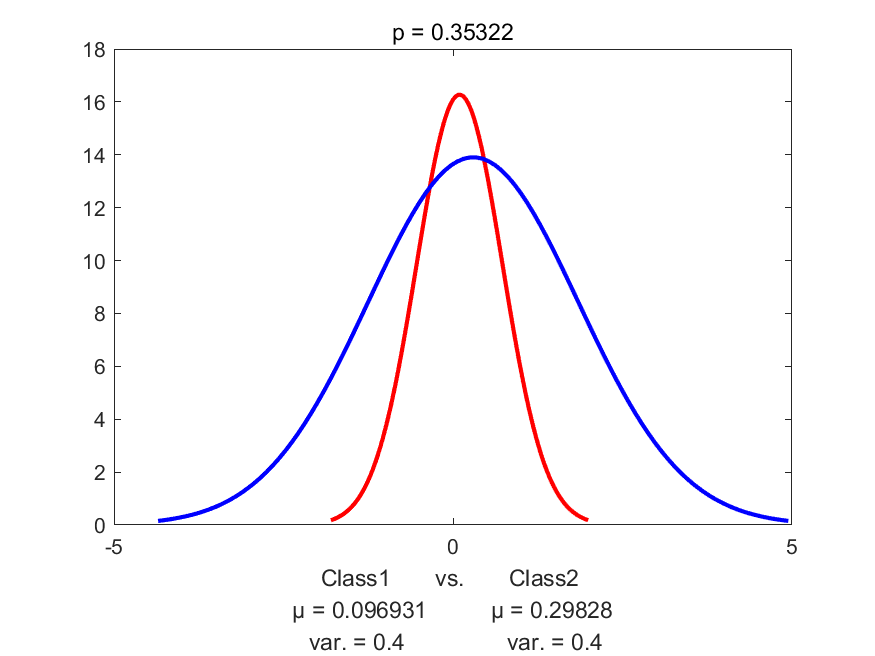 p = 0.35322
18
16
14
12
10
8
6
4
2
0
-5 0 5
Class1 vs. Class2
μ = 0.096931 μ = 0.29828
var. = 0.4 var. = 0.4